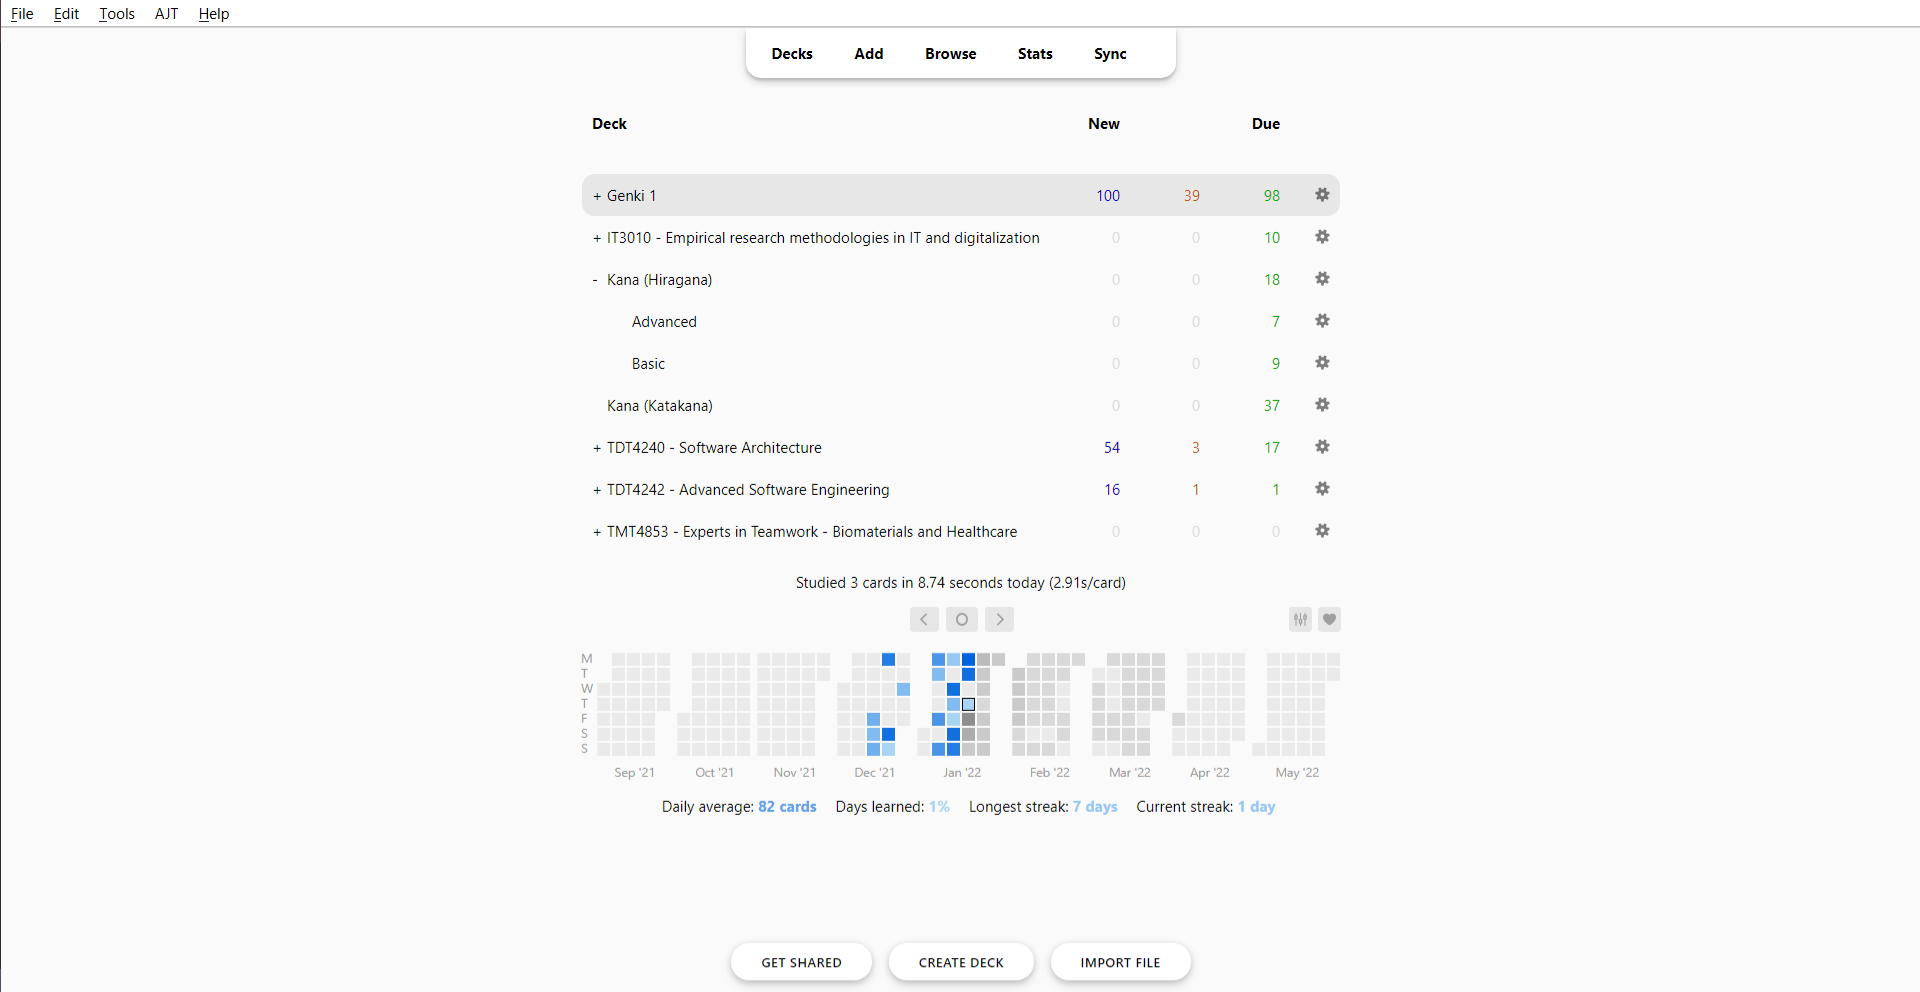 File Edit Tools AJT Help
Decks Add Browse Stats Sync
Deck New Due
+ Genki 1 100 39 98
+ IT3010 - Empirical research methodologies in IT and digitalization 0 0 10
- Kana (Hiragana) 0 0 18
Advanced 0 0 7
Basic 0 0 9
Kana (Katakana) 0 0 37
+ TDT4240 - Software Architecture 54 3 17
+ TDT4242 - Advanced Software Engineering 16 1 1
+ TMT4853 - Experts in Teamwork - Biomaterials and Healthcare 0 0 0
Studied 3 cards in 8.74 seconds today (2.91s/card)
M
T
W
T
F
S
S
Sep '21 Oct '21 Nov '21 Dec '21 Jan '22 Feb '22 Mar '22 Apr '22 May '22
Daily average: 82 cards Days learned: 1% Longest streak: 7 days Current streak: 1 day
GET SHARED CREATE DECK IMPORT FILE